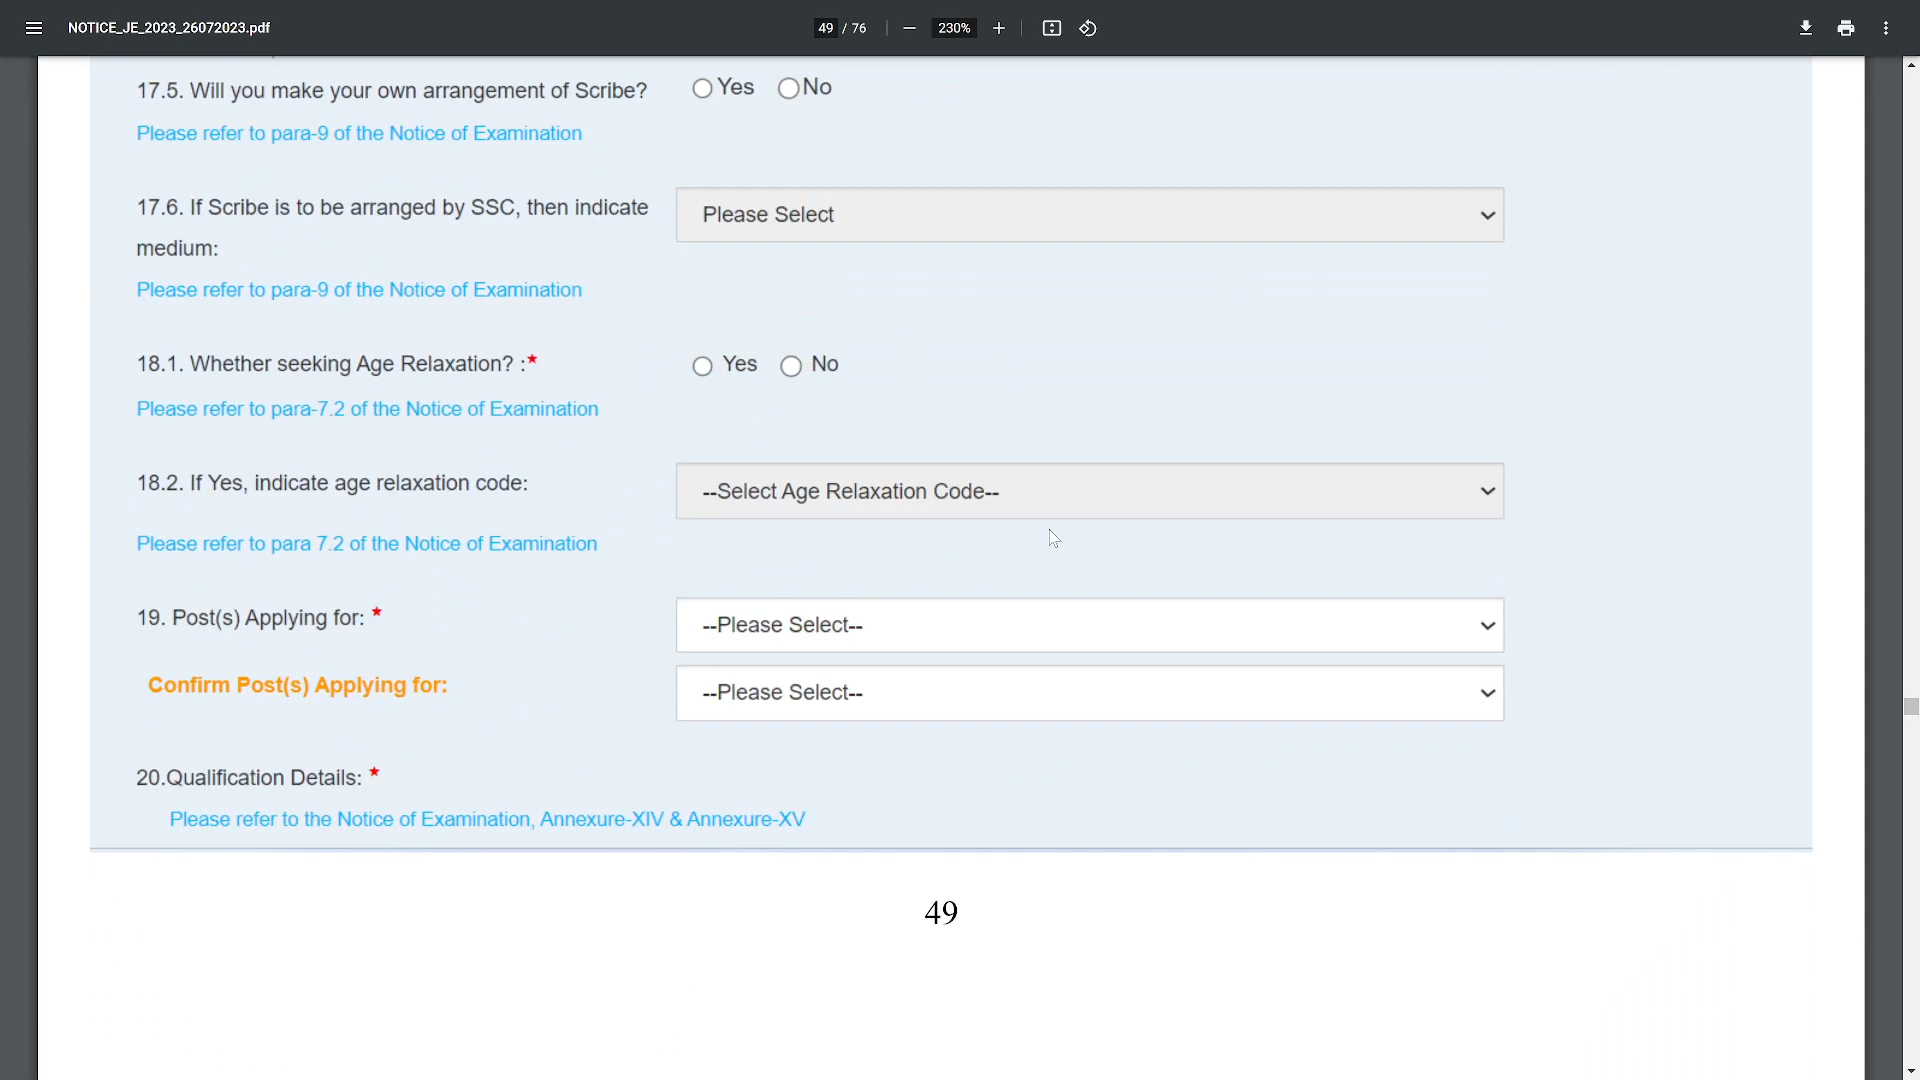 NOTICE_JE_2023_26072023.pdf
49 / 76
230%
17.5. Will you make your own arrangement of Scribe?
Yes No
Please refer to para-9 of the Notice of Examination
17.6. If Scribe is to be arranged by SSC, then indicate
medium:
Please Select
Please refer to para-9 of the Notice of Examination
18.1. Whether seeking Age Relaxation? :*
Yes No
Please refer to para-7.2 of the Notice of Examination
18.2. If Yes, indicate age relaxation code:
--Select Age Relaxation Code--
Please refer to para 7.2 of the Notice of Examination
19. Post(s) Applying for: *
--Please Select--
Confirm Post(s) Applying for:
--Please Select--
20.Qualification Details: *
Please refer to the Notice of Examination, Annexure-XIV & Annexure-XV
49